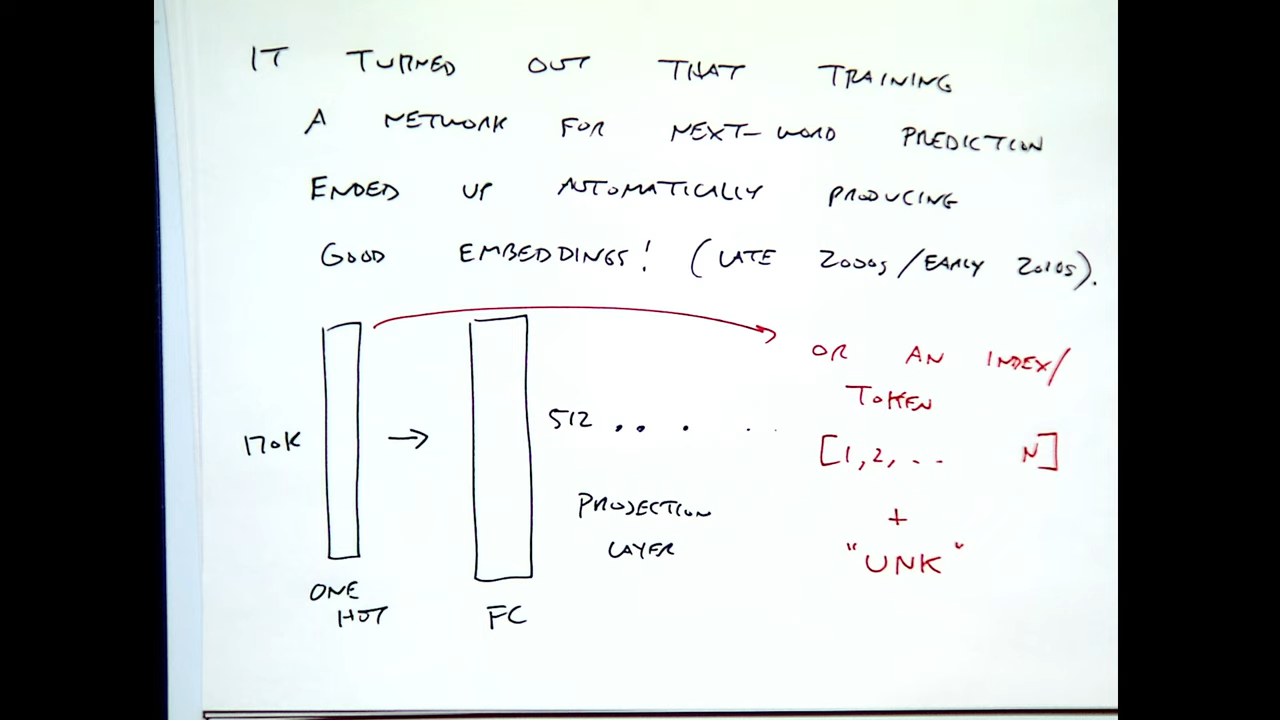 IT TURNED OUT THAT TRAINING
A NETWORK FOR NEXT-WORD PREDICTION
ENDED UP AUTOMATICALLY PRODUCING
GOOD EMBEDDINGS! (LATE 2000s/EARLY 2010s).
OR AN INDEX/
TOKEN
[1,2, .. N]
+
"UNK"
170K
→
512 .. . ..
PROJECTION
LAYER
ONE
HOT
FC